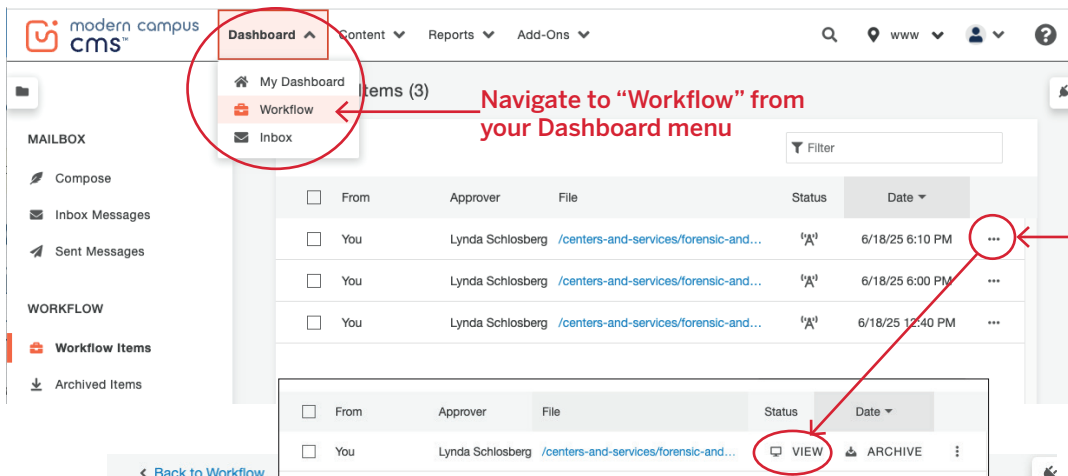 modern campus
cms™
Dashboard Content Reports Add-Ons www
My Dashboard
Workflow
Inbox
Items (3)
Navigate to “Workflow” from
your Dashboard menu
MAILBOX
Compose
Inbox Messages
Sent Messages
WORKFLOW
Workflow Items
Archived Items
Filter
From Approver File Status Date
You Lynda Schlosberg /centers-and-services/forensic-and... 6/18/25 6:10 PM ...
You Lynda Schlosberg /centers-and-services/forensic-and... 6/18/25 6:00 PM ...
You Lynda Schlosberg /centers-and-services/forensic-and... 6/18/25 12:40 PM ...
From Approver File Status Date
You Lynda Schlosberg /centers-and-services/forensic-and... VIEW ARCHIVE
Back to Workflow